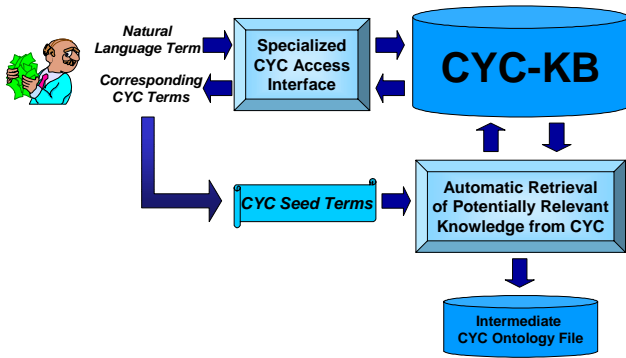 Natural
Language Term
Corresponding
CYC Terms
Specialized
CYC Access
Interface
CYC-KB
CYC Seed Terms
Automatic Retrieval
of Potentially Relevant
Knowledge from CYC
Intermediate
CYC Ontology File